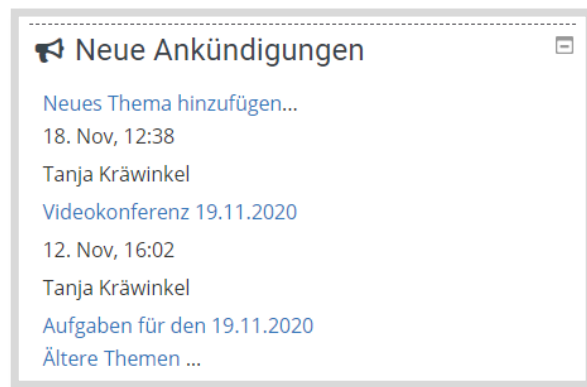 Neue Ankündigungen
Neues Thema hinzufügen...
18. Nov, 12:38
Tanja Kräwinkel
Videokonferenz 19.11.2020
12. Nov, 16:02
Tanja Kräwinkel
Aufgaben für den 19.11.2020
Ältere Themen ...